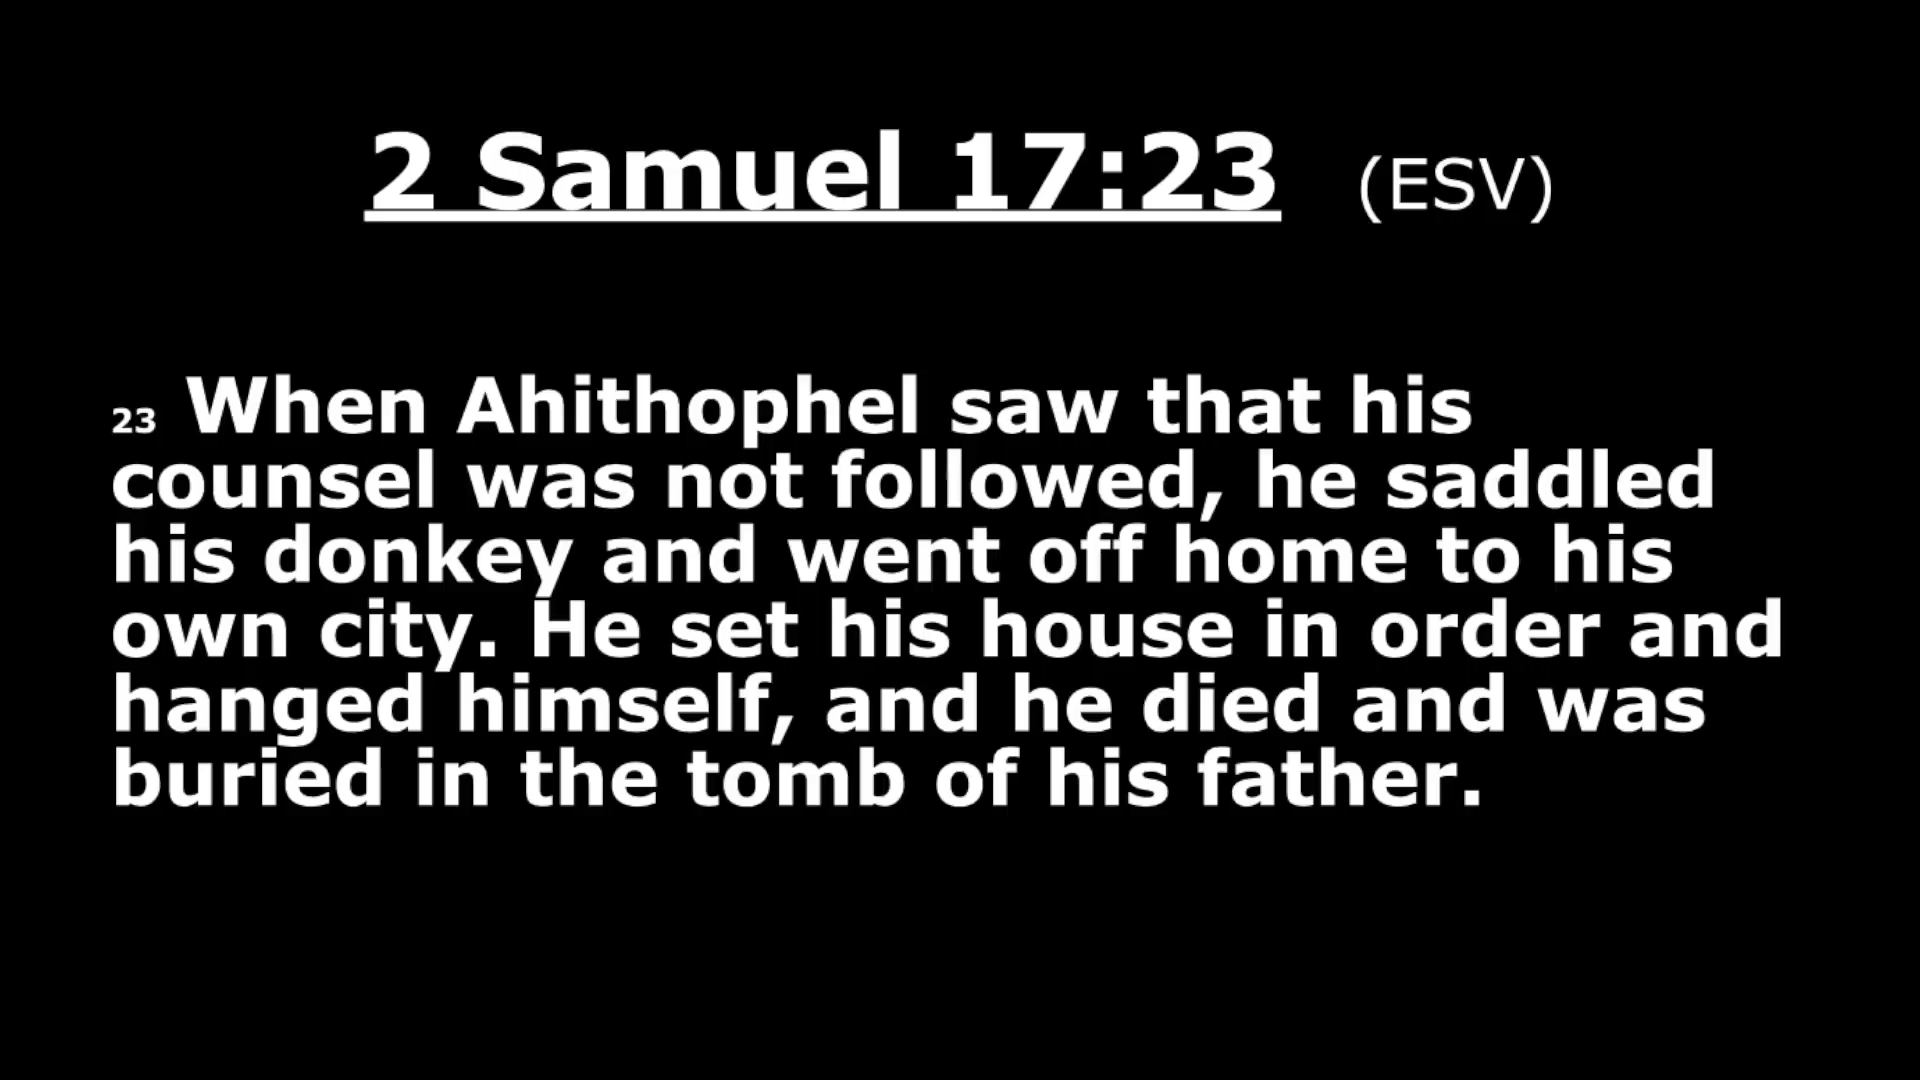 2 Samuel 17:23 (ESV)
23 When Ahithophel saw that his
counsel was not followed, he saddled
his donkey and went off home to his
own city. He set his house in order and
hanged himself, and he died and was
buried in the tomb of his father.